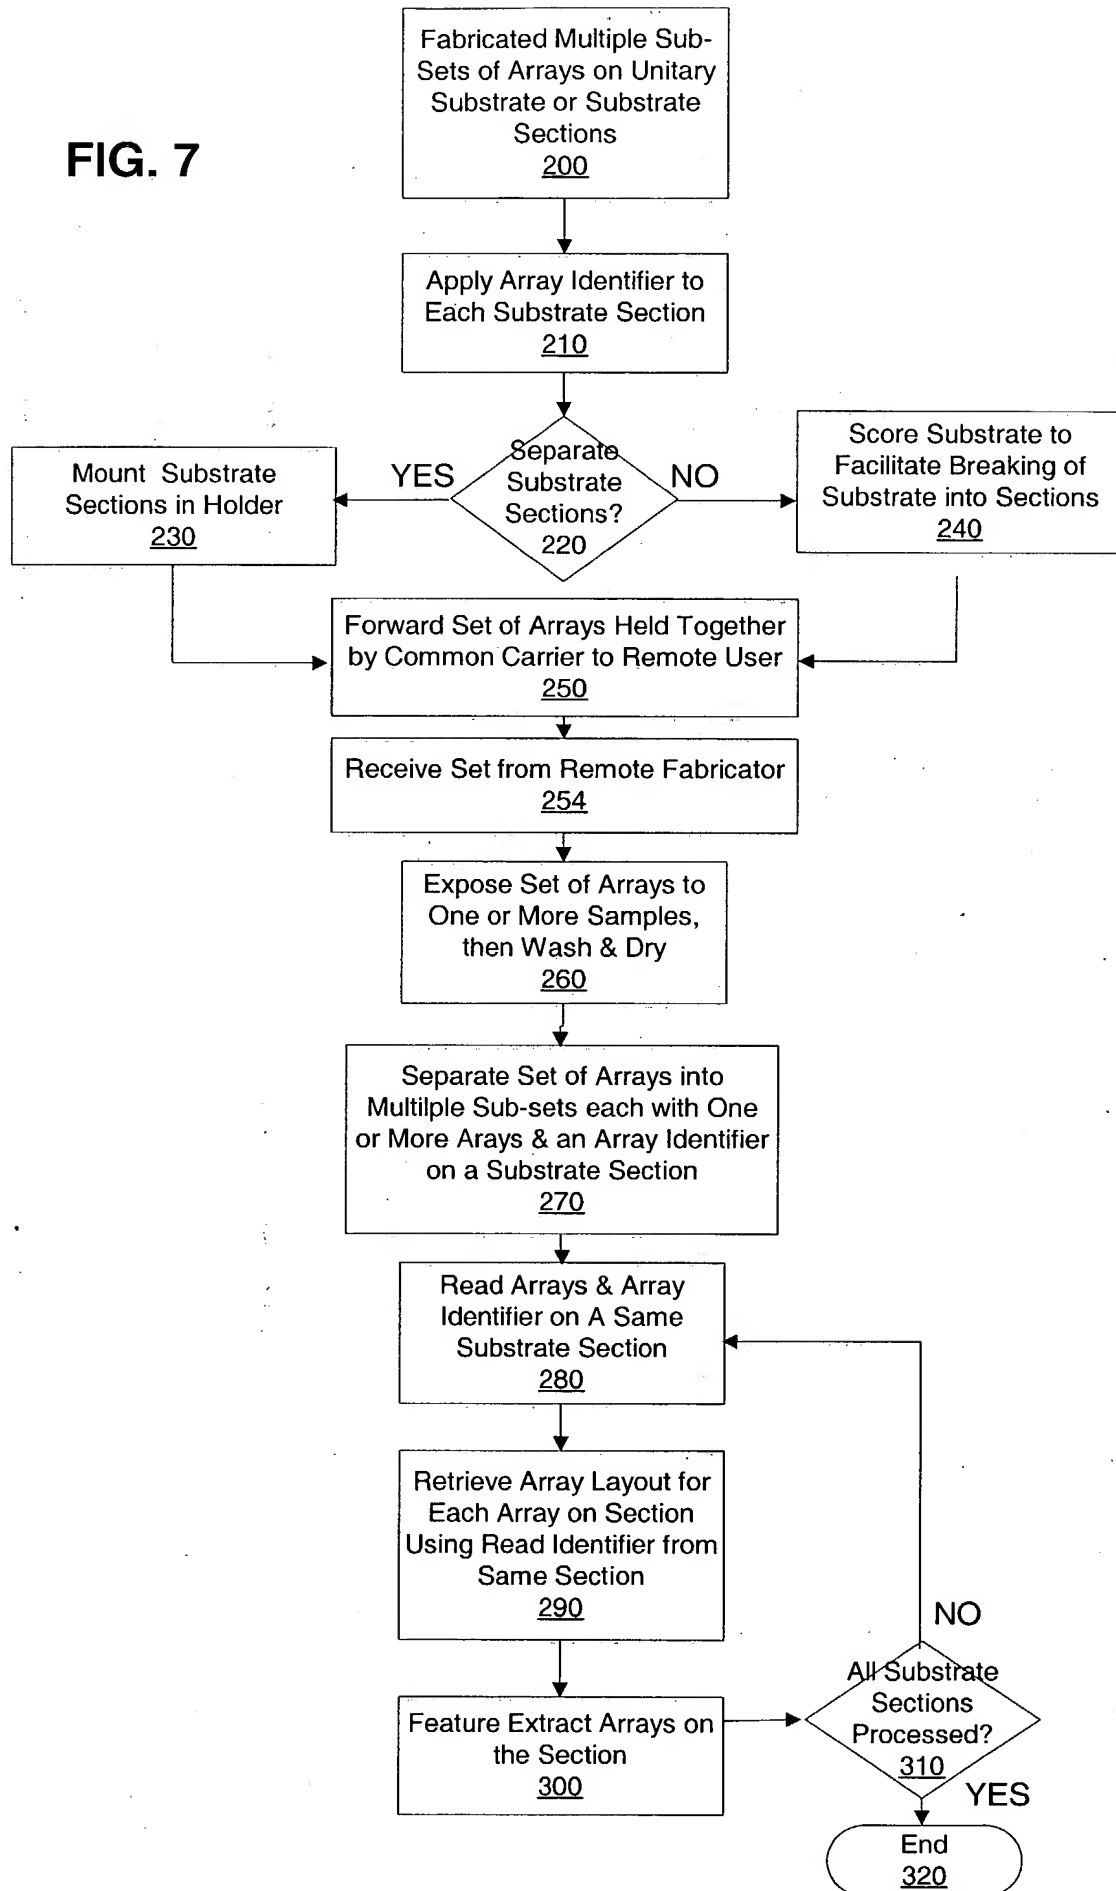 Fabricated Multiple Sub-
Sets of Arrays on Unitary
Substrate or Substrate
Sections
200
FIG. 7
Apply Array Identifier to
Each Substrate Section
210
Separate
Substrate
Sections?
220
YES
NO
Mount Substrate
Sections in Holder
230
Score Substrate to
Facilitate Breaking of
Substrate into Sections
240
Forward Set of Arrays Held Together
by Common Carrier to Remote User
250
Receive Set from Remote Fabricator
254
Expose Set of Arrays to
One or More Samples,
then Wash & Dry
260
Separate Set of Arrays into
Multilple Sub-sets each with One
or More Arays & an Array Identifier
on a Substrate Section
270
Read Arrays & Array
Identifier on A Same
Substrate Section
280
Retrieve Array Layout for
Each Array on Section
Using Read Identifier from
Same Section
290
Feature Extract Arrays on
the Section
300
NO
All Substrate
Sections
Processed?
310
YES
End
320